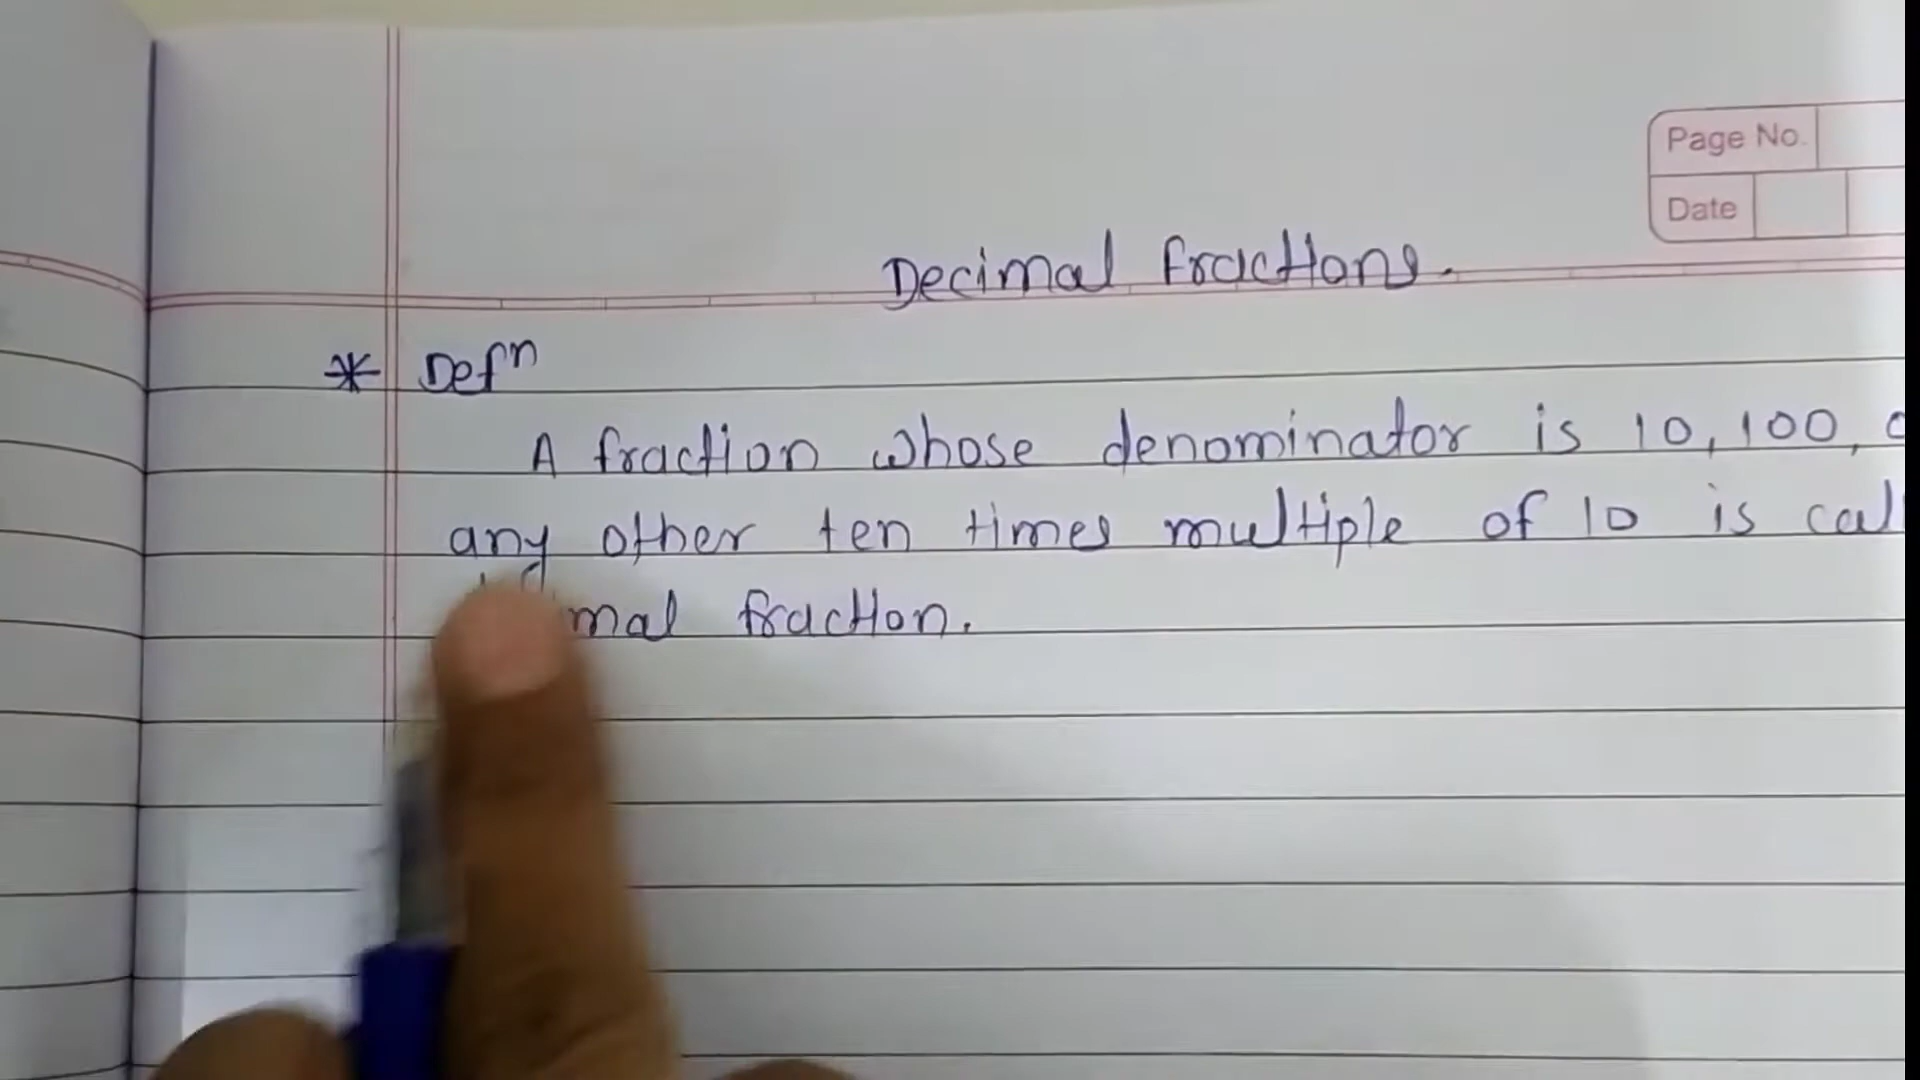 Page No.
Date
Decimal fractions.
* Defn
A fraction whose denominator is 10, 100,
any other ten times multiple of 10 is
fraction.